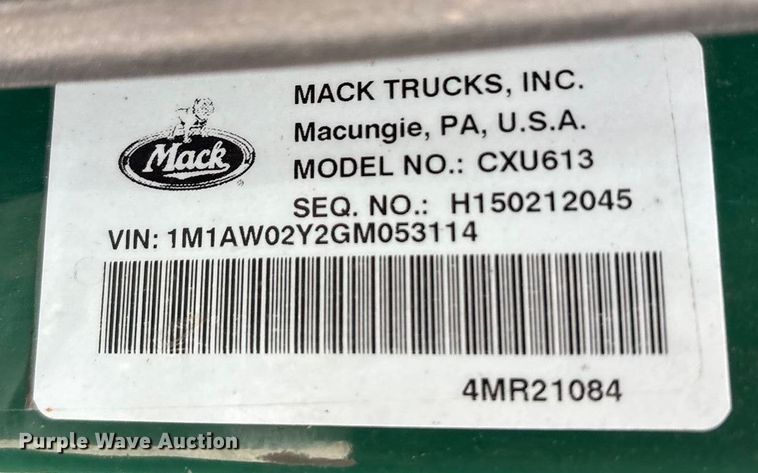 MACK TRUCKS, INC.
Mack
Macungie, PA, U.S.A.
MODEL NO.: CXU613
SEQ. NO.: H150212045
VIN: 1M1AW02Y2GM053114
4MR21084
Purple Wave Auction